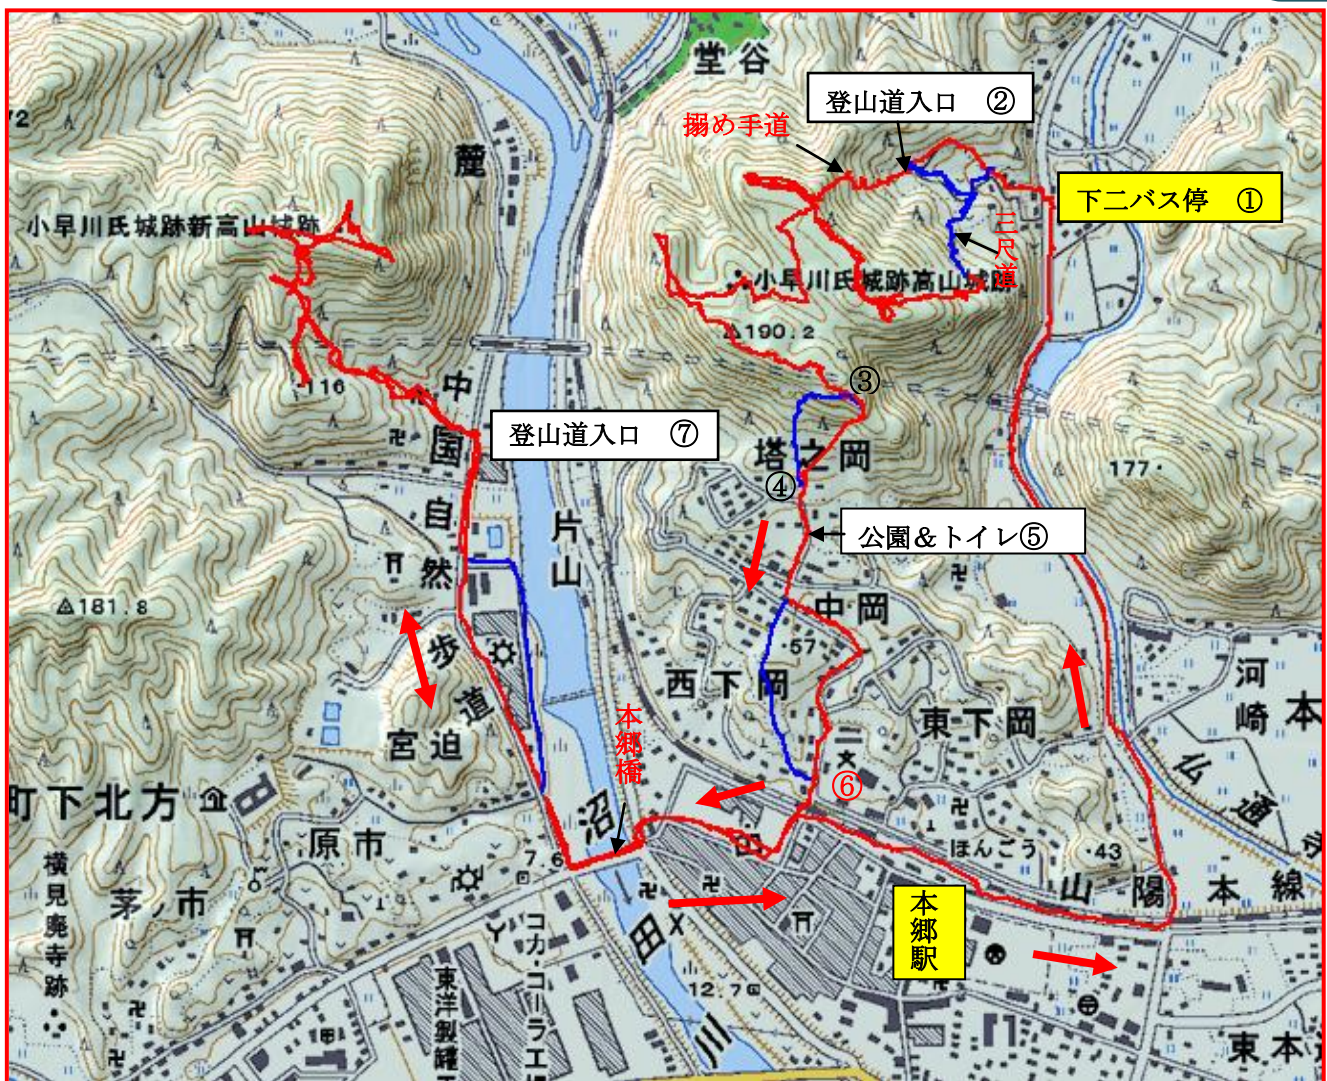 堂谷
登山道入口 ②
搦め手道
72
麓
下二バス停 ①
三尺道
小早川氏城跡新高山城跡
小早川氏城跡高山城跡
190.2
116
③
中国自然歩道
登山道入口 ⑦
塔之岡
177
④
片山
公園&トイレ⑤
181.8
中岡
57
西下岡
河崎
本
本郷橋
東下岡
宮迫
⑥
仏通寺
町下北方
沼田川
原市
7.6
ほんごう
43
山陽本線
横見廃寺跡
茅ノ市
本郷駅
コカ・コーラ工場
東洋製罐工
12.7
東本